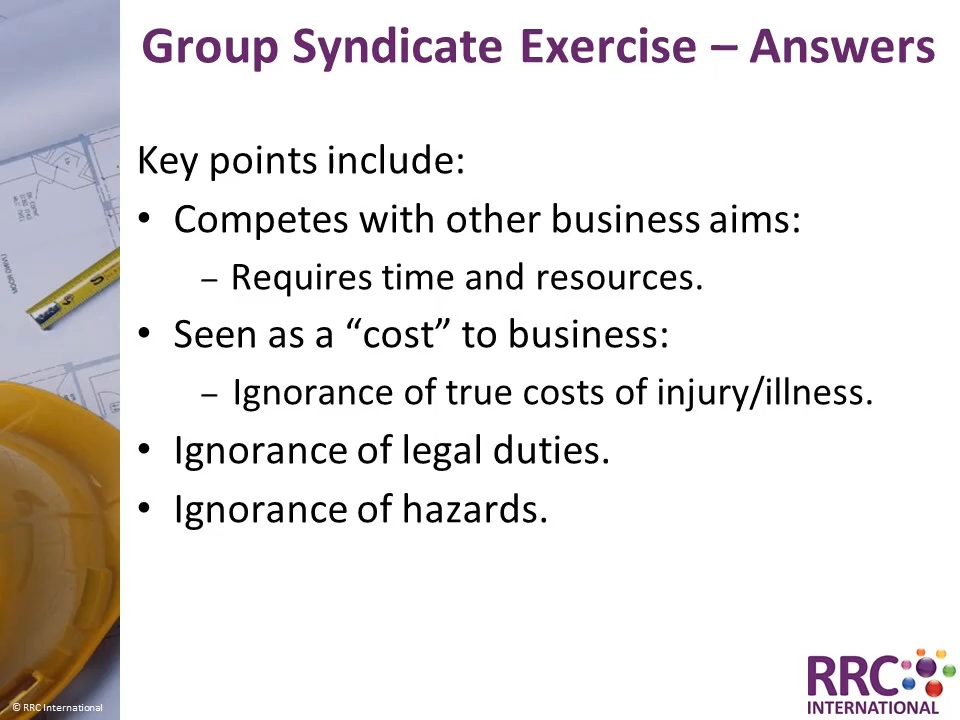 Group Syndicate Exercise – Answers
Key points include:
• Competes with other business aims:
– Requires time and resources.
• Seen as a “cost” to business:
– Ignorance of true costs of injury/illness.
• Ignorance of legal duties.
• Ignorance of hazards.
© RRC International
RRC
INTERNATIONAL